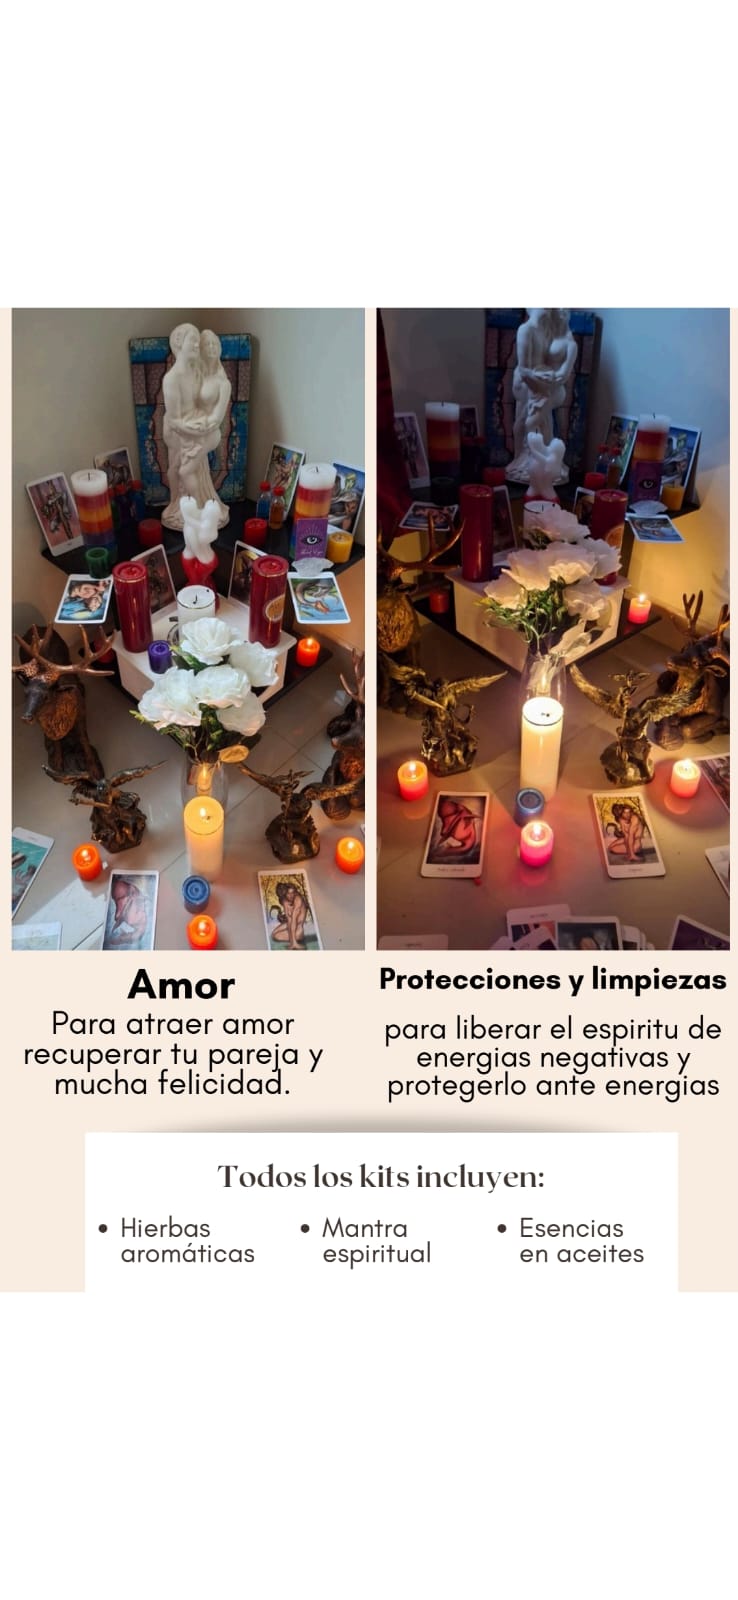 Amor
Para atraer amor
recuperar tu pareja y
mucha felicidad.
Protecciones y limpiezas
para liberar el espiritu de
energias negativas y
protegerlo ante energias
Todos los kits incluyen:
• Hierbas
aromáticas
• Mantra
espiritual
• Esencias
en aceites